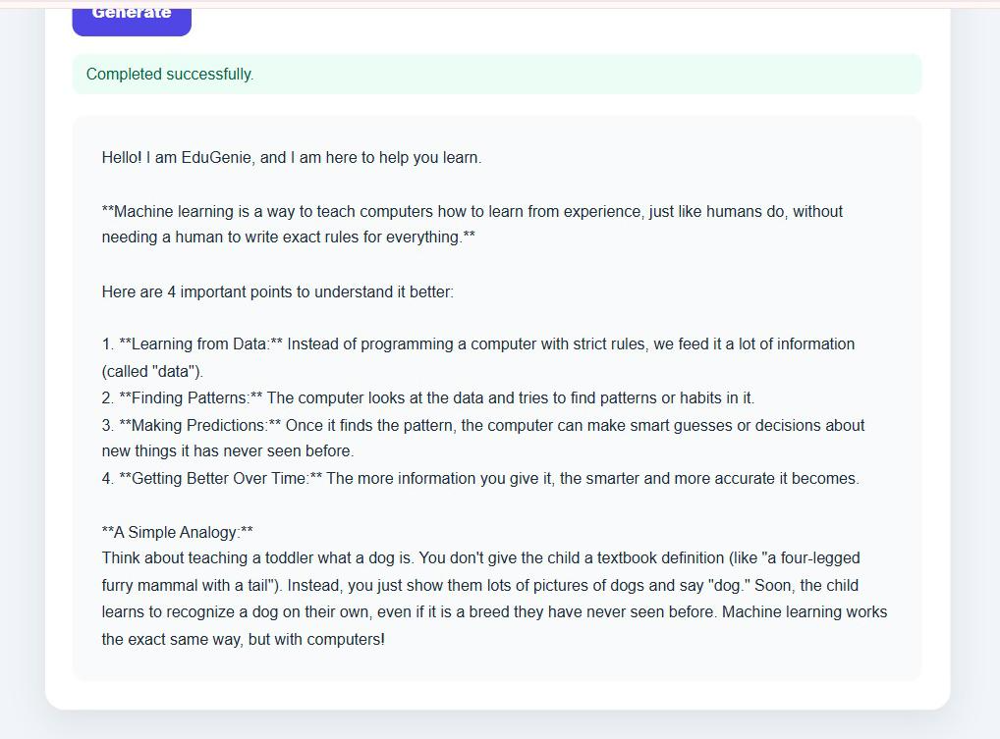 Generate
Completed successfully.
Hello! I am EduGenie, and I am here to help you learn.
**Machine learning is a way to teach computers how to learn from experience, just like humans do, without
needing a human to write exact rules for everything.**
Here are 4 important points to understand it better:
1. **Learning from Data:** Instead of programming a computer with strict rules, we feed it a lot of information
(called "data").
2. **Finding Patterns:** The computer looks at the data and tries to find patterns or habits in it.
3. **Making Predictions:** Once it finds the pattern, the computer can make smart guesses or decisions about
new things it has never seen before.
4. **Getting Better Over Time:** The more information you give it, the smarter and more accurate it becomes.
**A Simple Analogy:**
Think about teaching a toddler what a dog is. You don't give the child a textbook definition (like "a four-legged
furry mammal with a tail"). Instead, you just show them lots of pictures of dogs and say "dog." Soon, the child
learns to recognize a dog on their own, even if it is a breed they have never seen before. Machine learning works
the exact same way, but with computers!